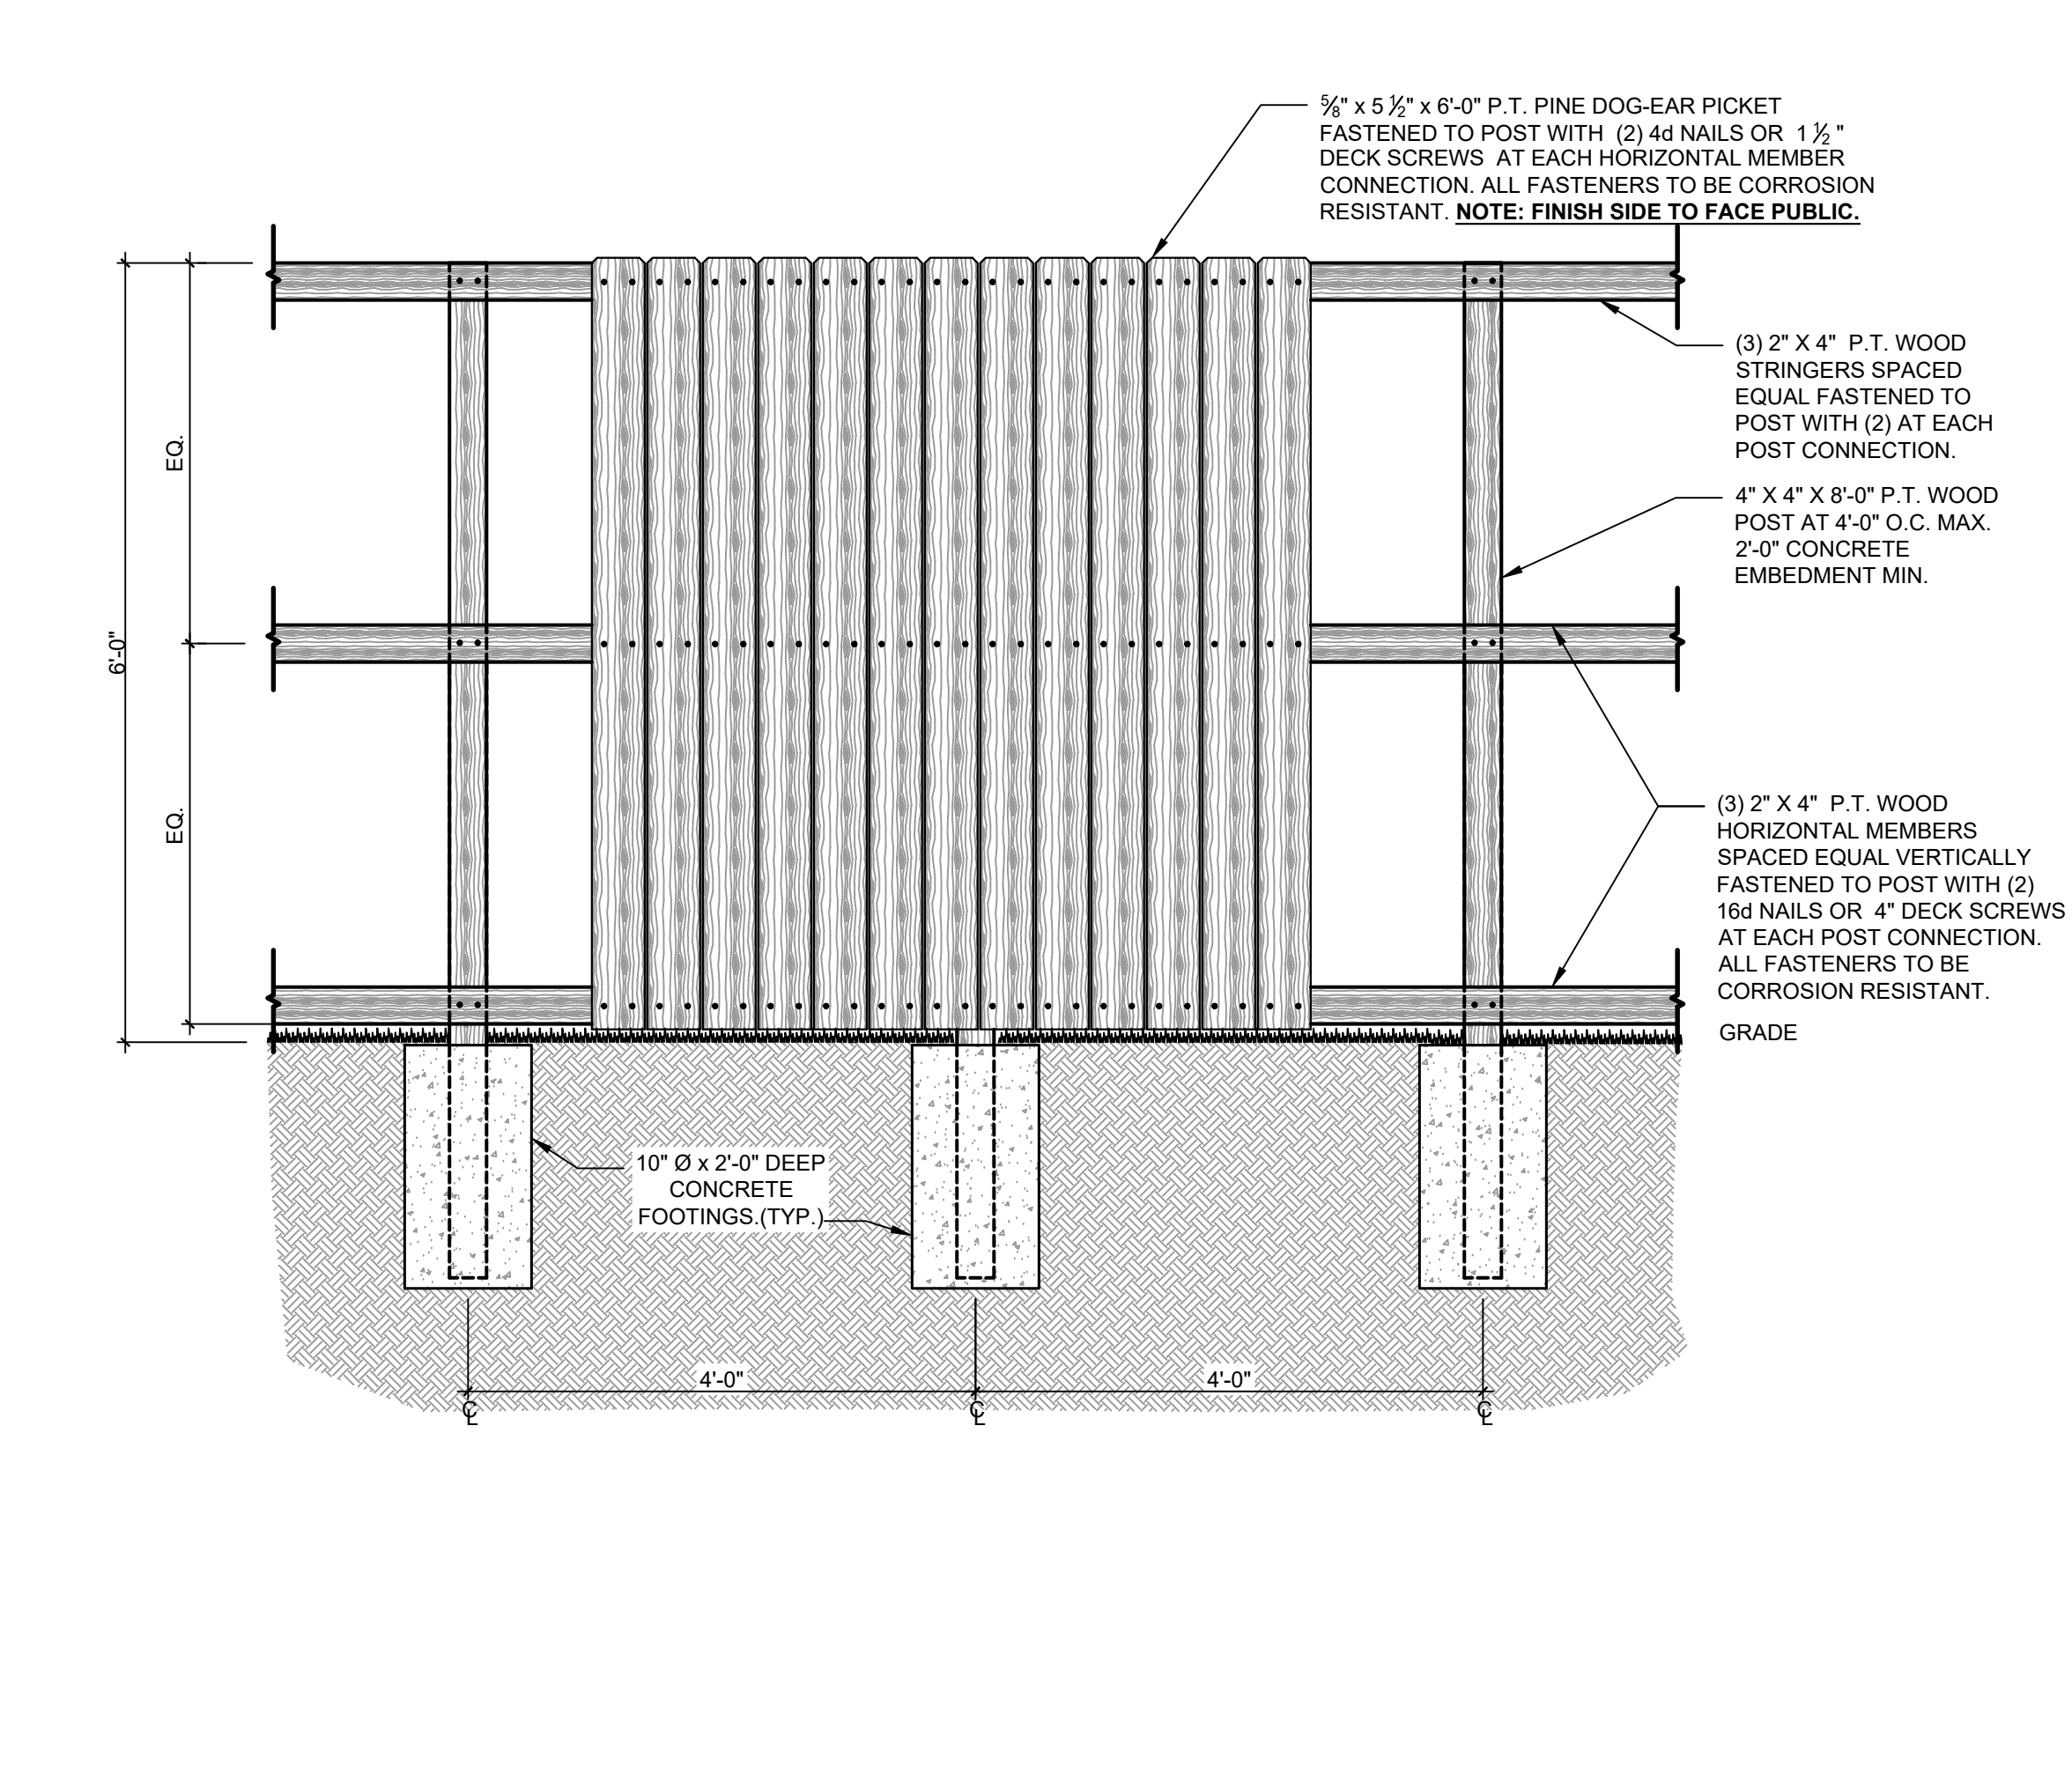 ⅝" x 5 ½" x 6'-0" P.T. PINE DOG-EAR PICKET
FASTENED TO POST WITH (2) 4d NAILS OR 1 ½ "
DECK SCREWS AT EACH HORIZONTAL MEMBER
CONNECTION. ALL FASTENERS TO BE CORROSION
RESISTANT. NOTE: FINISH SIDE TO FACE PUBLIC.
(3) 2" X 4" P.T. WOOD
STRINGERS SPACED
EQUAL FASTENED TO
POST WITH (2) AT EACH
POST CONNECTION.
4" X 4" X 8'-0" P.T. WOOD
POST AT 4'-0" O.C. MAX.
2'-0" CONCRETE
EMBEDMENT MIN.
EQ.
6'-0"
EQ.
(3) 2" X 4" P.T. WOOD
HORIZONTAL MEMBERS
SPACED EQUAL VERTICALLY
FASTENED TO POST WITH (2)
16d NAILS OR 4" DECK SCREWS
AT EACH POST CONNECTION.
ALL FASTENERS TO BE
CORROSION RESISTANT.
GRADE
10" Ø x 2'-0" DEEP
CONCRETE
FOOTINGS.(TYP.)
4'-0"
4'-0"
CL
CL
CL